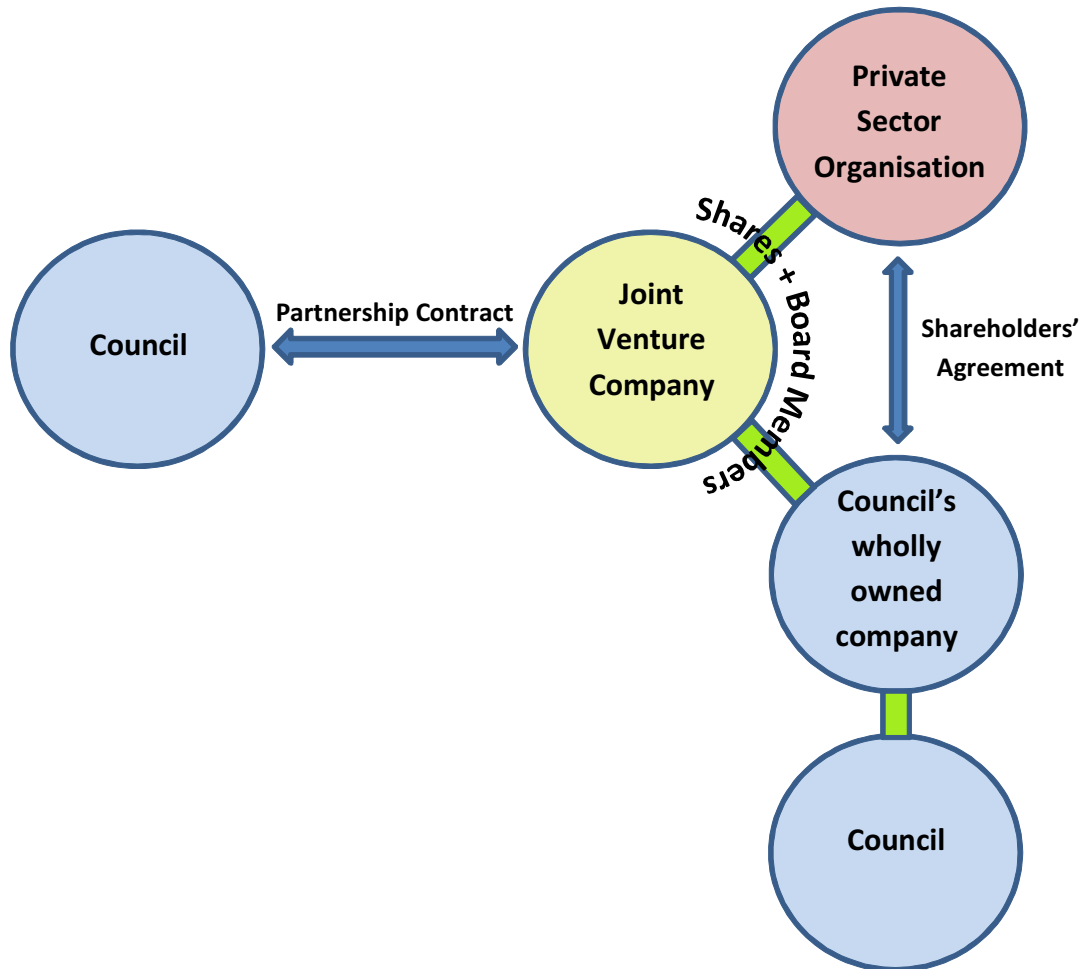 Private
Sector
Organisation
Shares + Board Members
Council
Partnership Contract
Joint
Venture
Company
Shareholders’
Agreement
Council’s
wholly
owned
company
Council